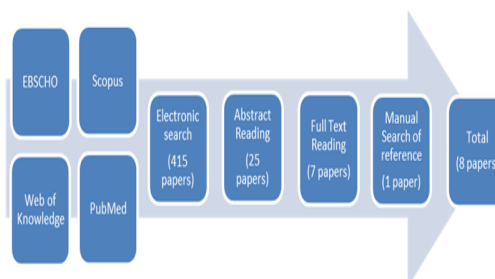 EBSCHO
Scopus
Web of
Knowledge
PubMed
Electronic
search
(415
papers)
Abstract
Reading
(25
papers)
Full Text
Reading
(7 papers)
Manual
Search of
reference
(1 paper)
Total
(8 papers)